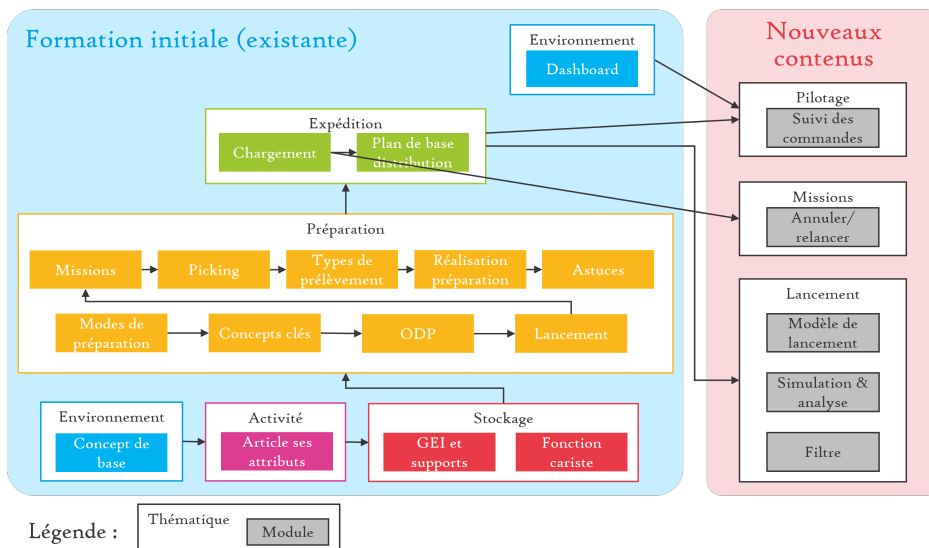 Formation initiale (existante)
Environnement
Dashboard
Nouveaux
contenus
Pilotage
Suivi des
commandes
Expédition
Chargement
Plan de base
distribution
Missions
Annuler/
relancer
Préparation
Missions
Picking
Types de
prélèvement
Réalisation
préparation
Astuces
Modes de
préparation
Concepts clés
ODP
Lancement
Lancement
Modèle de
lancement
Simulation &
analyse
Filtre
Environnement
Concept de
base
Activité
Article ses
attributs
Stockage
GEI et
supports
Fonction
cariste
Légende :
Thématique
Module